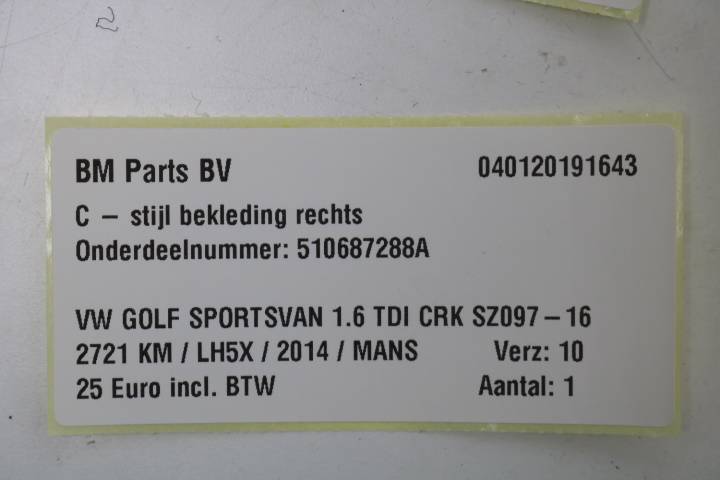 BM Parts BV 040120191643
C – stijl bekleding rechts
Onderdeelnummer: 510687288A
VW GOLF SPORTSVAN 1.6 TDI CRK SZ097 – 16
2721 KM / LH5X / 2014 / MANS Verz: 10
25 Euro incl. BTW Aantal: 1